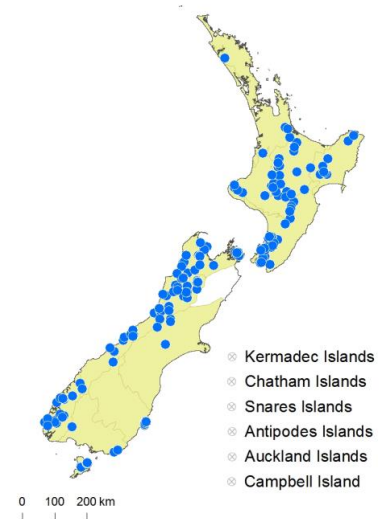 Kermadec Islands
Chatham Islands
Snares Islands
Antipodes Islands
Auckland Islands
Campbell Island
0 100 200 km